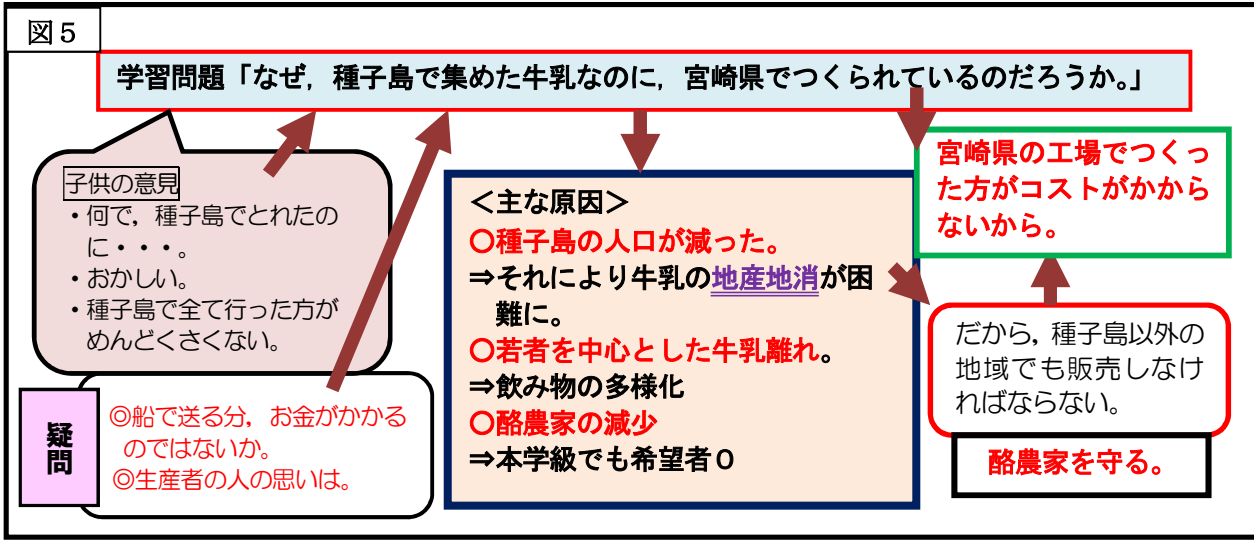 図5
学習問題「なぜ,種子島で集めた牛乳なのに,宮崎県でつくられているのだろうか。」
子供の意見
・何で,種子島でとれたの
に・・・。
・おかしい。
・種子島で全て行った方が
めんどくさくない。
疑問
◎船で送る分,お金がかかる
のではないか。
◎生産者の人の思いは。
<主な原因>
○種子島の人口が減った。
⇒それにより牛乳の地産地消が困
難に。
○若者を中心とした牛乳離れ。
⇒飲み物の多様化
○酪農家の減少
⇒本学級でも希望者0
宮崎県の工場でつくっ
た方がコストがかから
ないから。
だから,種子島以外の
地域でも販売しなけ
ればならない。
酪農家を守る。